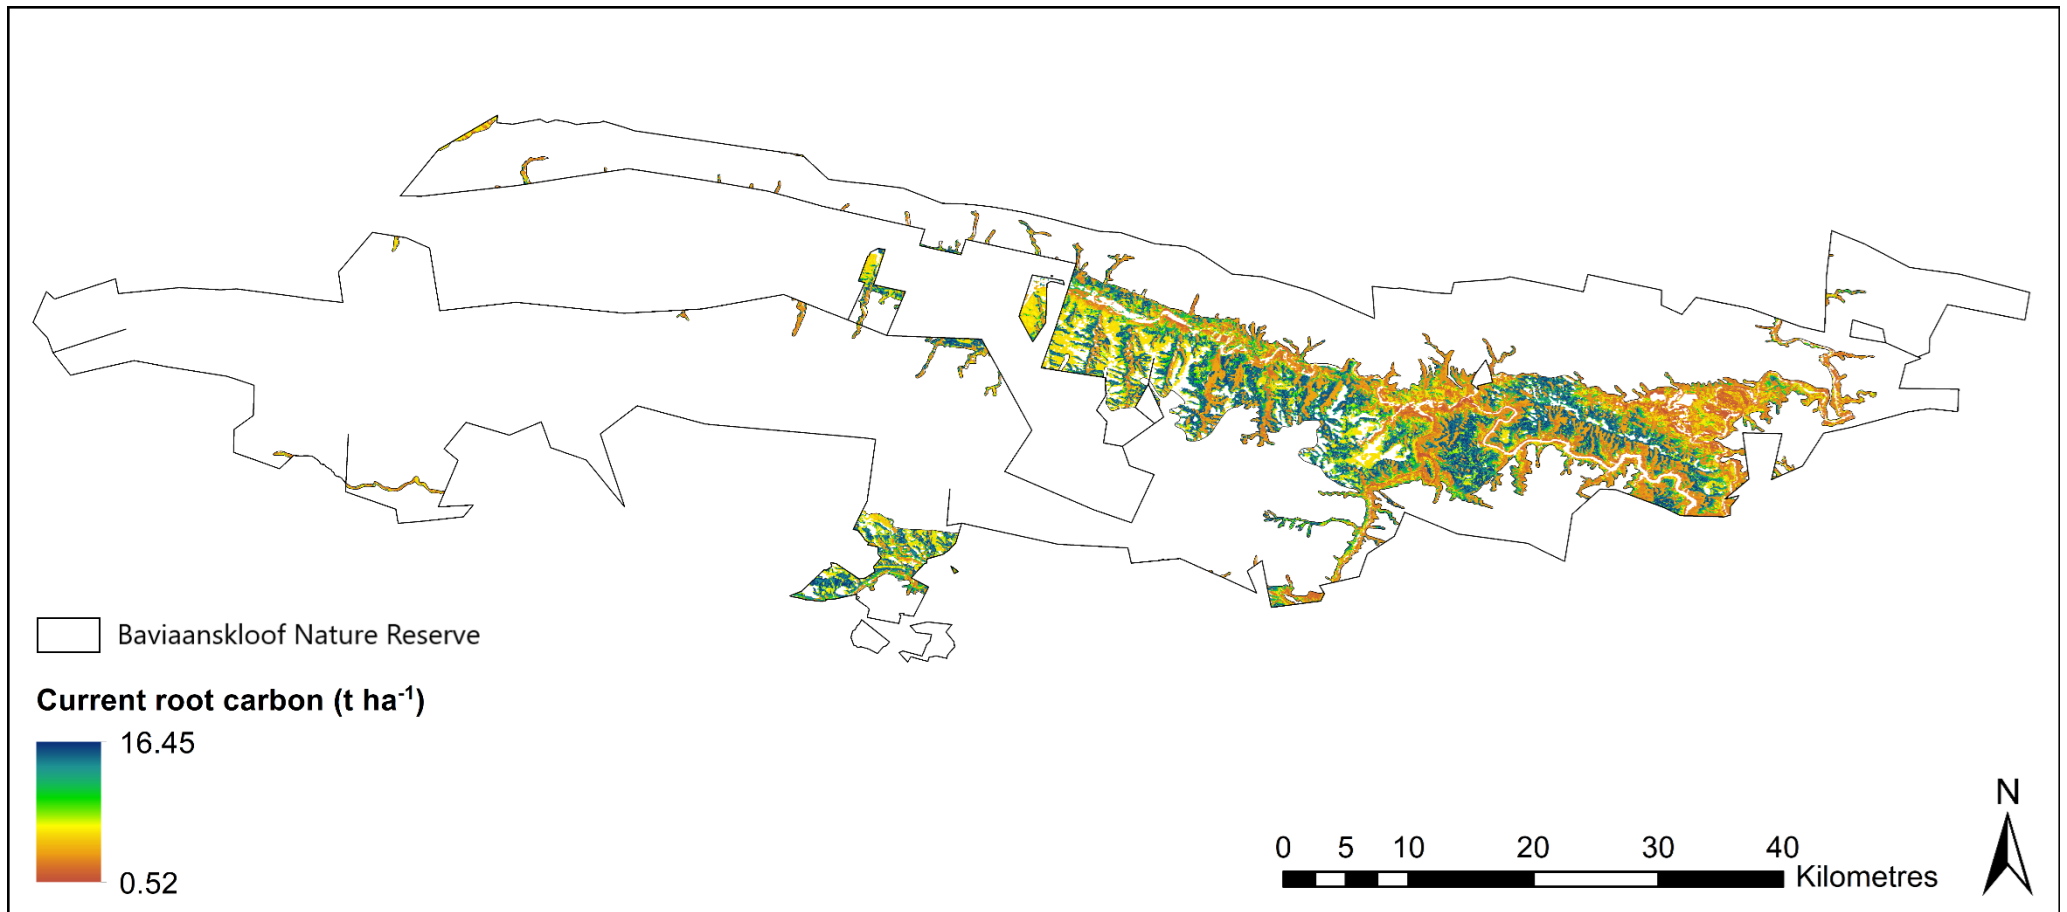 Baviaanskloof Nature Reserve
Current root carbon (t ha⁻¹)
16.45
0.52
N
0 5 10 20 30 40
Kilometres